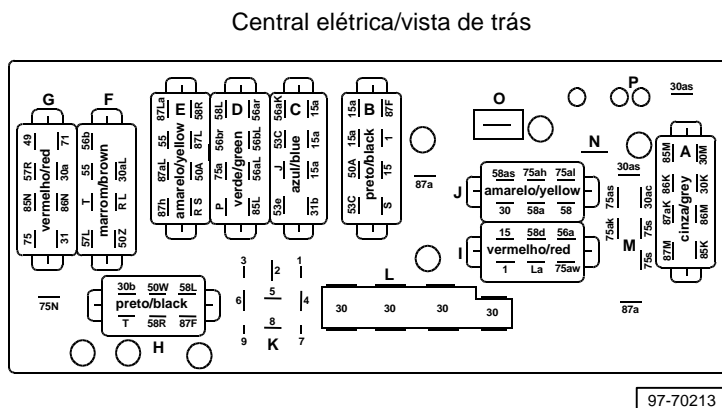 Central elétrica/vista de trás
G
F
E
D
C
B
O
P
30as
N
A
49
57R
85N
75
vermelho/red
71
30a
86N
31
56b
55
T
57L
marrom/brown
30aL
R L
50Z
87La
55
87aL
87h
amarelo/yellow
58R
87L
50A
R S
58L
56br
75a
P
verde/green
56ar
56bL
56aL
85L
56aK
53C
J
53e
azul/blue
15a
15a
15a
31b
15a
15a
50A
53C
preto/black
87F
1
15
S
87a
J
58as 75ah 75al
amarelo/yellow
30 58a 58
I
15 58d 56a
vermelho/red
1 La 75aw
30as
75as
30ac
75ak
75s
M
75s
87a
85M
86K
87aK
87M
cinza/grey
30M
30K
86M
85K
75N
30b 50W 58L
preto/black
T 58R 87F
H
3
2
1
6
5
4
8
9
K
7
L
30 30 30 30
97-70213